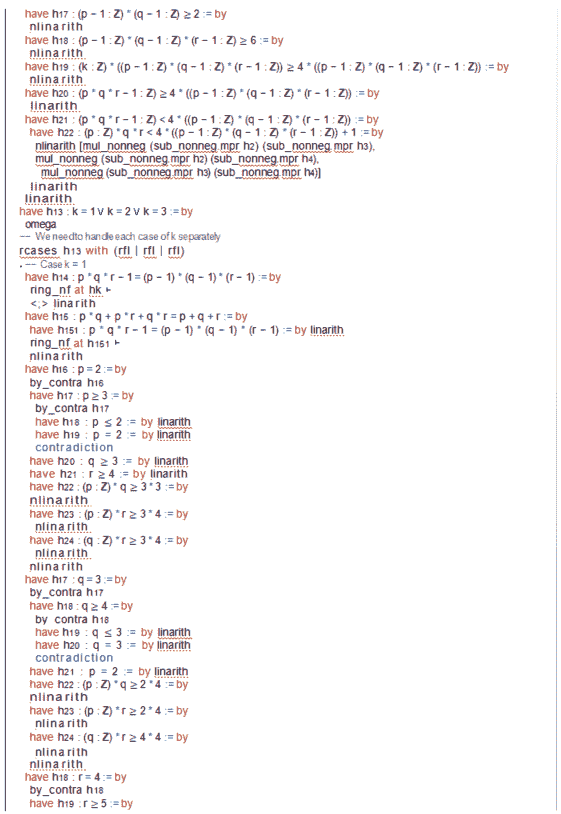 have h17 : (p − 1 : Z) * (q − 1 : Z) ≥ 2 := by
nlinarith
have h18 : (p − 1 : Z) * (q − 1 : Z) * (r − 1 : Z) ≥ 6 := by
nlinarith
have h19 : (k : Z) * ((p − 1 : Z) * (q − 1 : Z) * (r − 1 : Z)) ≥ 4 * ((p − 1 : Z) * (q − 1 : Z) * (r − 1 : Z)) := by
nlinarith
have h20 : (p * q * r − 1 : Z) ≥ 4 * ((p − 1 : Z) * (q − 1 : Z) * (r − 1 : Z)) := by
linarith
have h21 : (p * q * r − 1 : Z) < 4 * ((p − 1 : Z) * (q − 1 : Z) * (r − 1 : Z)) := by
have h22 : (p : Z) * q * r < 4 * ((p − 1 : Z) * (q − 1 : Z) * (r − 1 : Z)) + 1 := by
nlinarith [mul_nonneg (sub_nonneg.mpr h2) (sub_nonneg.mpr h3),
mul_nonneg (sub_nonneg.mpr h2) (sub_nonneg.mpr h4),
mul_nonneg (sub_nonneg.mpr h3) (sub_nonneg.mpr h4)]
linarith
linarith
have h13 : k = 1 ∨ k = 2 ∨ k = 3 := by
omega
−− We need to handle each case of k separately
rcases h13 with (rfl | rfl | rfl)
. −− Case k = 1
have h14 : p * q * r − 1 = (p − 1) * (q − 1) * (r − 1) := by
ring_nf at hk ⊢
<;> linarith
have h15 : p * q + p * r + q * r = p + q + r := by
have h151 : p * q * r − 1 = (p − 1) * (q − 1) * (r − 1) := by linarith
ring_nf at h151 ⊢
nlinarith
have h16 : p = 2 := by
by_contra h16
have h17 : p ≥ 3 := by
by_contra h17
have h18 : p ≤ 2 := by linarith
have h19 : p = 2 := by linarith
contradiction
have h20 : q ≥ 3 := by linarith
have h21 : r ≥ 4 := by linarith
have h22 : (p : Z) * q ≥ 3 * 3 := by
nlinarith
have h23 : (p : Z) * r ≥ 3 * 4 := by
nlinarith
have h24 : (q : Z) * r ≥ 3 * 4 := by
nlinarith
nlinarith
have h17 : q = 3 := by
by_contra h17
have h18 : q ≥ 4 := by
by contra h18
have h19 : q ≤ 3 := by linarith
have h20 : q = 3 := by linarith
contradiction
have h21 : p = 2 := by linarith
have h22 : (p : Z) * q ≥ 2 * 4 := by
nlinarith
have h23 : (p : Z) * r ≥ 2 * 4 := by
nlinarith
have h24 : (q : Z) * r ≥ 4 * 4 := by
nlinarith
nlinarith
have h18 : r = 4 := by
by_contra h18
have h19 : r ≥ 5 := by